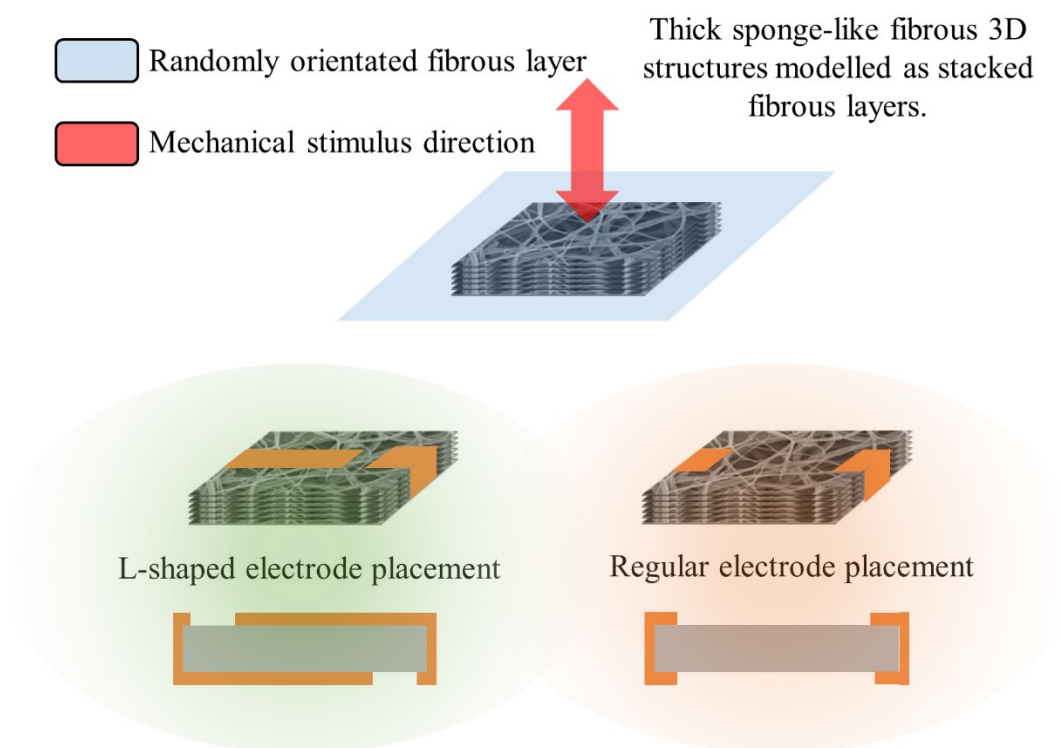 Randomly orientated fibrous layer
Mechanical stimulus direction
Thick sponge-like fibrous 3D
structures modelled as stacked
fibrous layers.
L-shaped electrode placement
Regular electrode placement